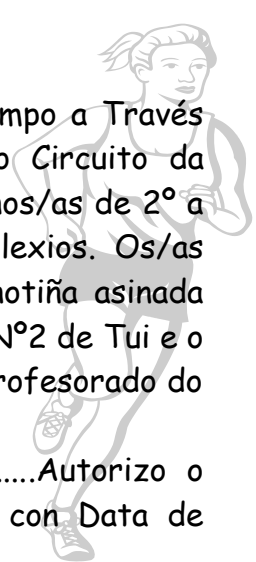 mpo a Través
o Circuito da
nos/as de 2º a
lexios. Os/as
notiña asinada
Nº2 de Tui e o
rofesorado do
....Autorizo o
con Data de